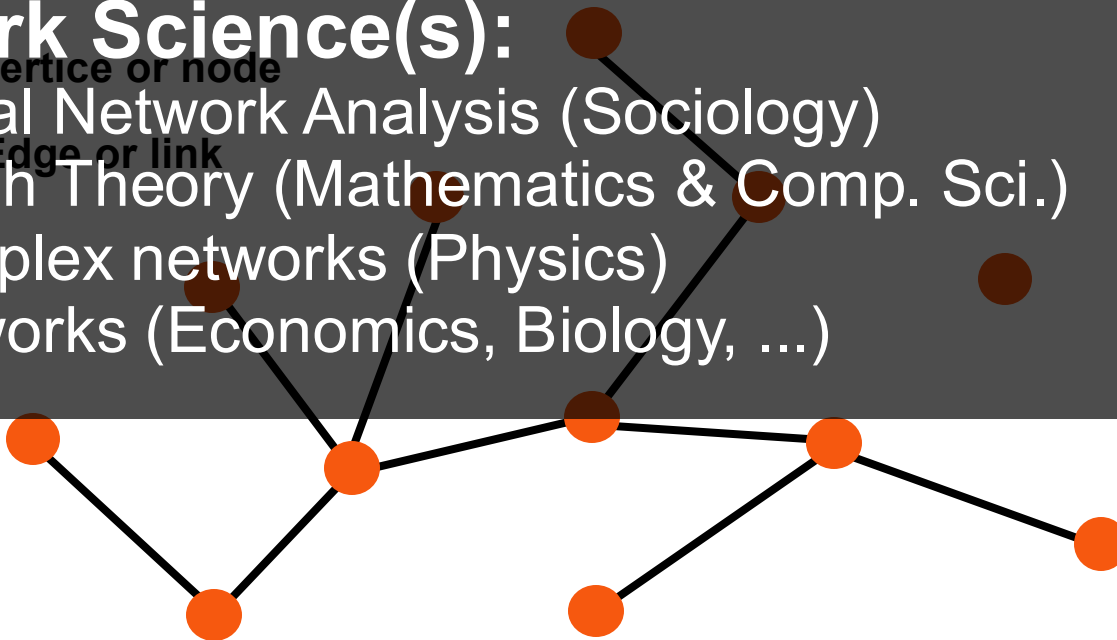 rk Science(s):
ertice or node
al Network Analysis (Sociology)
Edge or link
h Theory (Mathematics & Comp. Sci.)
plex networks (Physics)
works (Economics, Biology, ...)